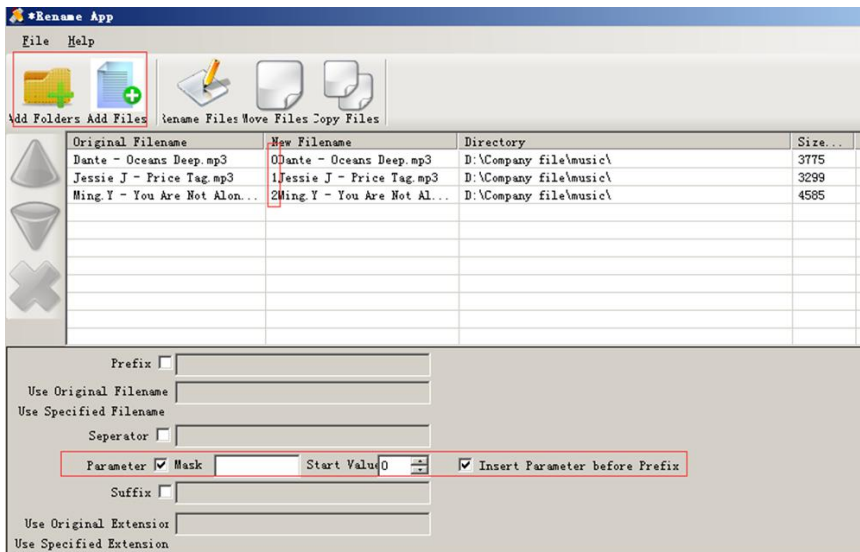 *Rename App
File Help
Add Folders Add Files Rename Files Move Files Copy Files
Original Filename New Filename Directory Size...
Dante - Oceans Deep.mp3 0Dante - Oceans Deep.mp3 D:\Company file\music\ 3775
Jessie J - Price Tag.mp3 1Jessie J - Price Tag.mp3 D:\Company file\music\ 3299
Ming.Y - You Are Not Alon... 2Ming.Y - You Are Not Al... D:\Company file\music\ 4585
Prefix
Use Original Filename
Use Specified Filename
Seperator
Parameter Mask Start Value 0 Insert Parameter before Prefix
Suffix
Use Original Extension
Use Specified Extension